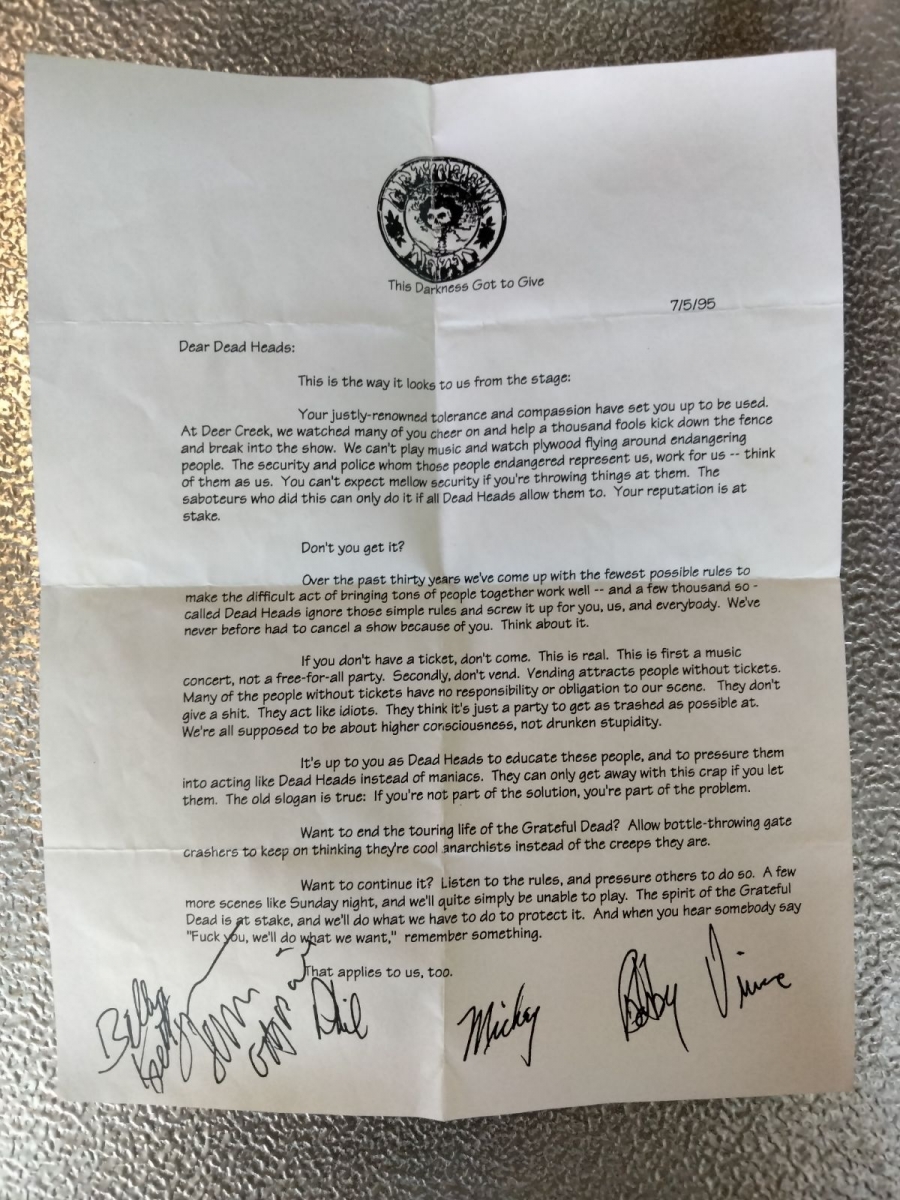 GRATEFUL
DEAD
This Darkness Got to Give
7/5/95
Dear Dead Heads:
This is the way it looks to us from the stage:
Your justly-renowned tolerance and compassion have set you up to be used.
At Deer Creek, we watched many of you cheer on and help a thousand fools kick down the fence
and break into the show. We can't play music and watch plywood flying around endangering
people. The security and police whom those people endangered represent us, work for us -- think
of them as us. You can't expect mellow security if you're throwing things at them. The
saboteurs who did this can only do it if all Dead Heads allow them to. Your reputation is at
stake.
Don't you get it?
Over the past thirty years we've come up with the fewest possible rules to
make the difficult act of bringing tons of people together work well -- and a few thousand so -
called Dead Heads ignore those simple rules and screw it up for you, us, and everybody. We've
never before had to cancel a show because of you. Think about it.
If you don't have a ticket, don't come. This is real. This is first a music
concert, not a free-for-all party. Secondly, don't vend. Vending attracts people without tickets.
Many of the people without tickets have no responsibility or obligation to our scene. They don't
give a shit. They act like idiots. They think it's just a party to get as trashed as possible at.
We're all supposed to be about higher consciousness, not drunken stupidity.
It's up to you as Dead Heads to educate these people, and to pressure them
into acting like Dead Heads instead of maniacs. They can only get away with this crap if you let
them. The old slogan is true: If you're not part of the solution, you're part of the problem.
Want to end the touring life of the Grateful Dead? Allow bottle-throwing gate
crashers to keep on thinking they're cool anarchists instead of the creeps they are.
Want to continue it? Listen to the rules, and pressure others to do so. A few
more scenes like Sunday night, and we'll quite simply be unable to play. The spirit of the Grateful
Dead is at stake, and we'll do what we have to do to protect it. And when you hear somebody say
"Fuck you, we'll do what we want," remember something.
That applies to us, too.
Billy Jerry Garcia Phil Mickey Bobby Vince